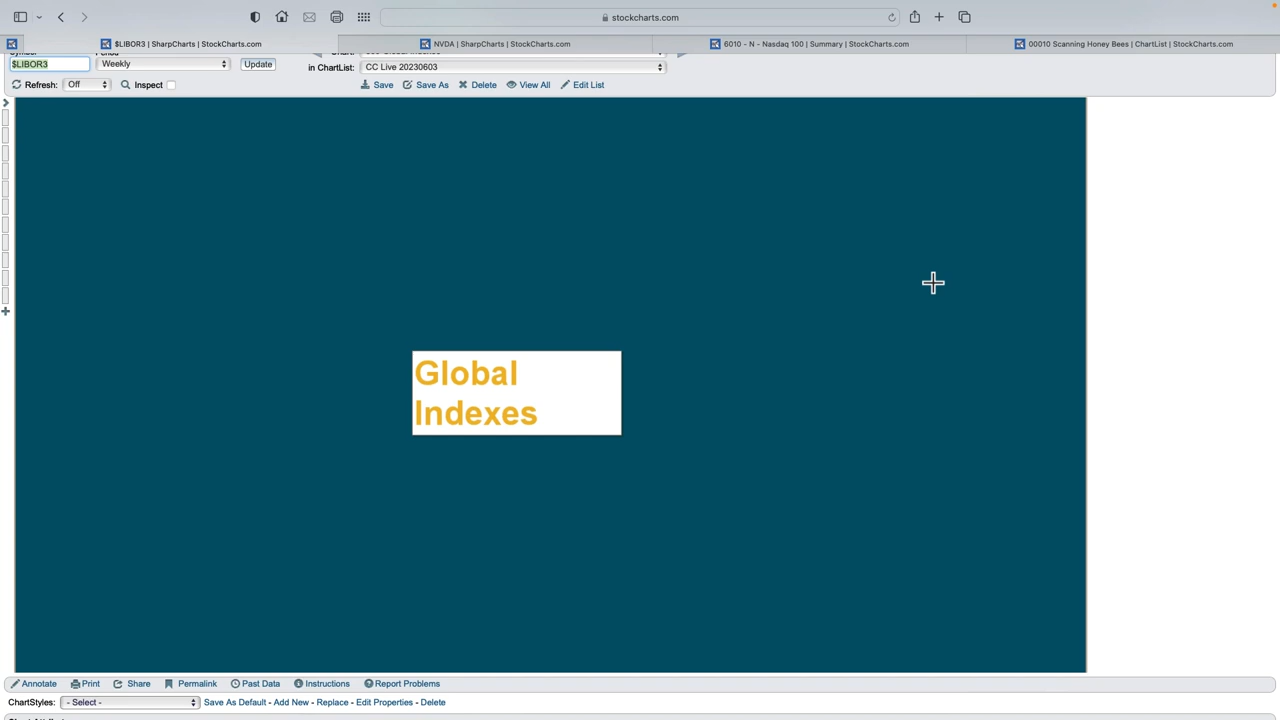 stockcharts.com
$LIBOR3 | SharpCharts | StockCharts.com
NVDA | SharpCharts | StockCharts.com
6010 - N - Nasdaq 100 | Summary | StockCharts.com
00010 Scanning Honey Bees | ChartList | StockCharts.com
$LIBOR3
Weekly
Update
in ChartList:
CC Live 20230603
Refresh:
Off
Inspect
Save
Save As
Delete
View All
Edit List
Global
Indexes
Annotate
Print
Share
Permalink
Past Data
Instructions
Report Problems
ChartStyles:
- Select -
Save As Default - Add New - Replace - Edit Properties - Delete